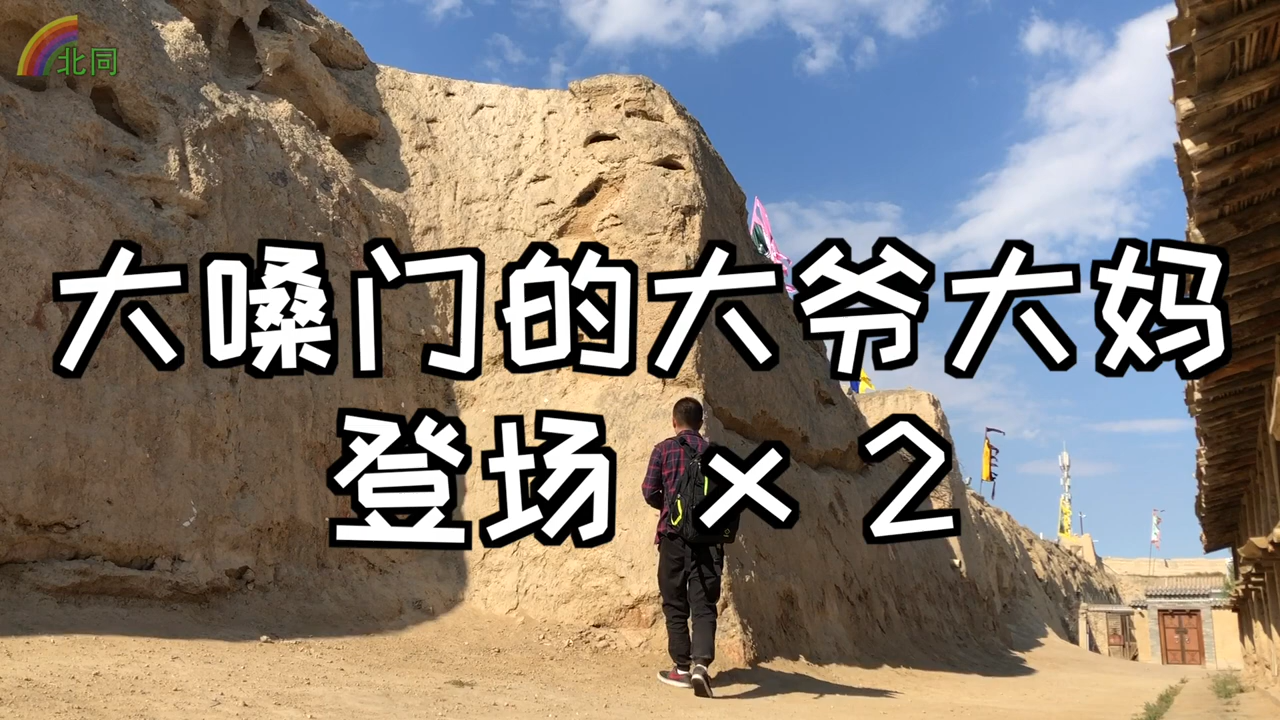 北同
大嗓门的大爷大妈
登场 × 2